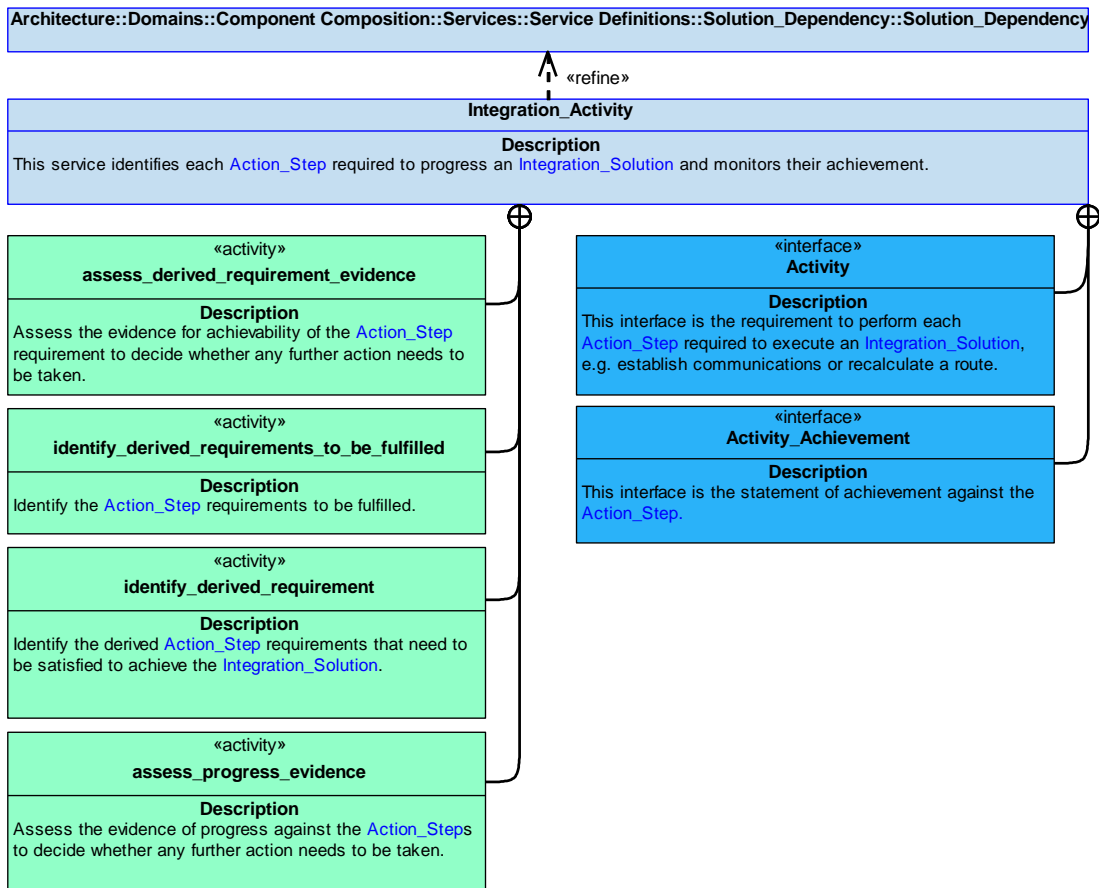 Architecture::Domains::Component Composition::Services::Service Definitions::Solution_Dependency::Solution_Dependency
«refine»
Integration_Activity
Description
This service identifies each Action_Step required to progress an Integration_Solution and monitors their achievement.
«activity»
assess_derived_requirement_evidence
Description
Assess the evidence for achievability of the Action_Step
requirement to decide whether any further action needs to
be taken.
«activity»
identify_derived_requirements_to_be_fulfilled
Description
Identify the Action_Step requirements to be fulfilled.
«activity»
identify_derived_requirement
Description
Identify the derived Action_Step requirements that need to
be satisfied to achieve the Integration_Solution.
«activity»
assess_progress_evidence
Description
Assess the evidence of progress against the Action_Steps
to decide whether any further action needs to be taken.
«interface»
Activity
Description
This interface is the requirement to perform each
Action_Step required to execute an Integration_Solution,
e.g. establish communications or recalculate a route.
«interface»
Activity_Achievement
Description
This interface is the statement of achievement against the
Action_Step.